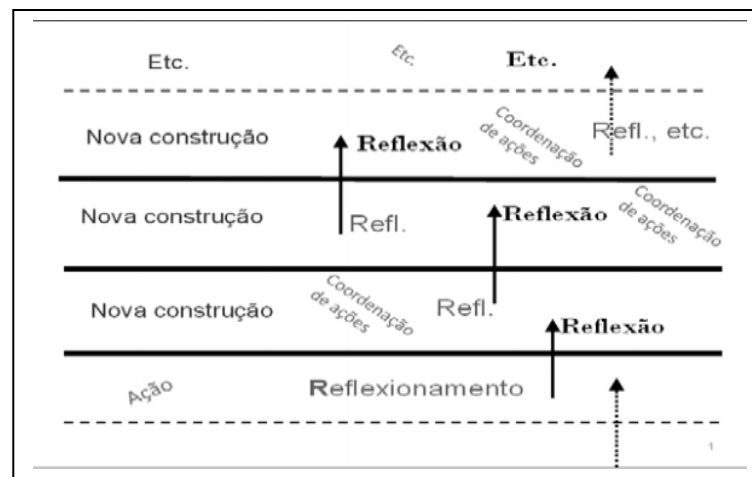 Etc. Etc. Etc.
Nova construção Reflexão Coordenação de ações Refl., etc.
Nova construção Refl. Reflexão Coordenação de ações
Nova construção Coordenação de ações Refl. Reflexão
Ação Reflexionamento
1